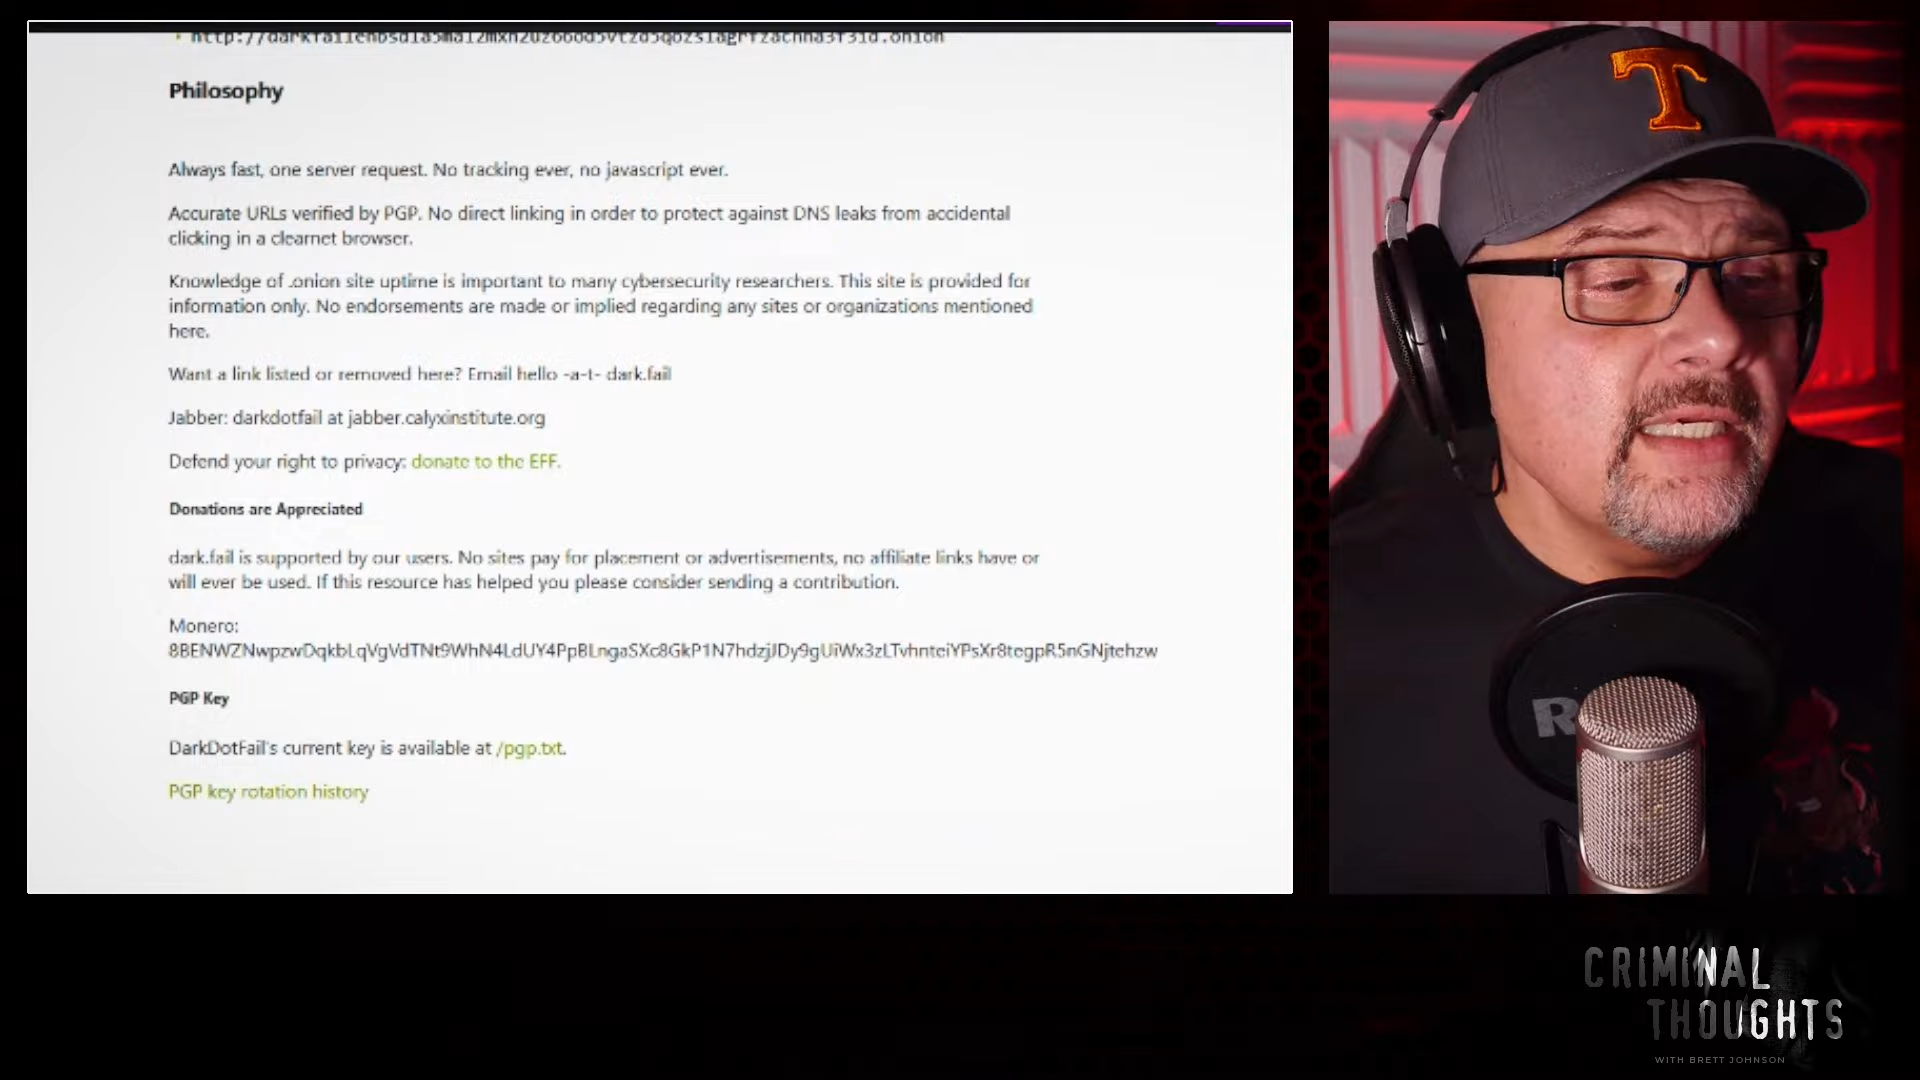 Philosophy
Always fast, one server request. No tracking ever, no javascript ever.
Accurate URLs verified by PGP. No direct linking in order to protect against DNS leaks from accidental
clicking in a clearnet browser.
Knowledge of .onion site uptime is important to many cybersecurity researchers. This site is provided for
information only. No endorsements are made or implied regarding any sites or organizations mentioned
here.
Want a link listed or removed here? Email hello -a-t- dark.fail
Jabber: darkdotfail at jabber.calyxinstitute.org
Defend your right to privacy: donate to the EFF.
Donations are Appreciated
dark.fail is supported by our users. No sites pay for placement or advertisements, no affiliate links have or
will ever be used. If this resource has helped you please consider sending a contribution.
Monero:
8BENWZNwpzwDqkbLqVgVdTNt9WhN4LdUY4PpBLngaSXc8GkP1N7hdzjJDy9gUiWx3zLTvhnteiYPsXr8tegpR5nGNjtehzw
PGP Key
DarkDotFail's current key is available at /pgp.txt.
PGP key rotation history
T
CRIMINAL
THOUGHTS
WITH BRETT JOHNSON